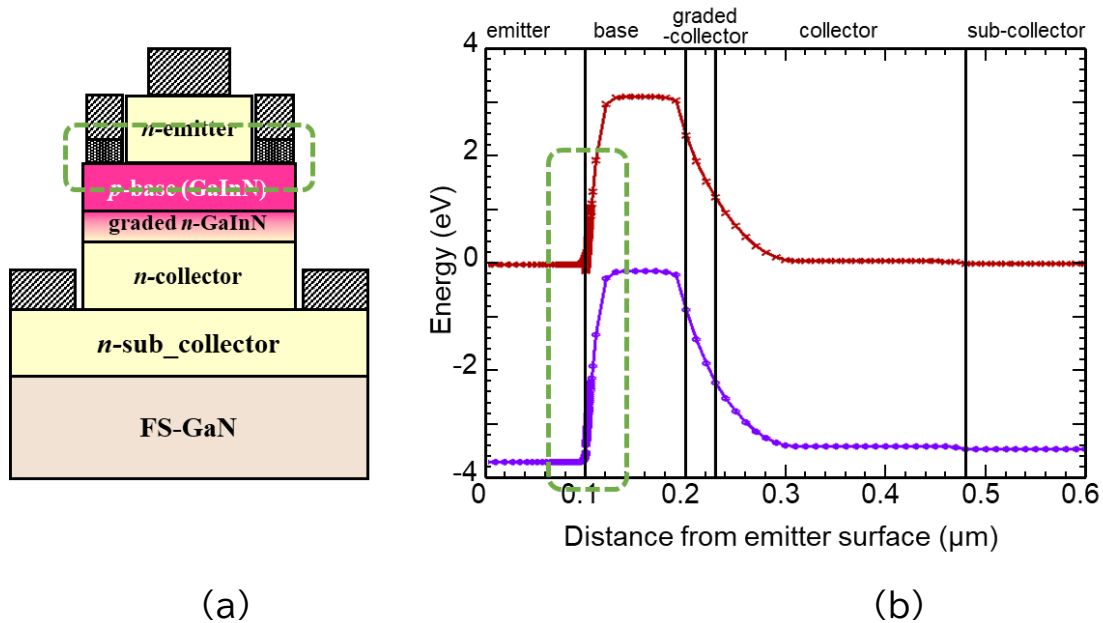 n-emitter
p-base (GaInN)
graded n-GaInN
n-collector
n-sub_collector
FS-GaN
(a)
emitter
base
graded
-collector
collector
sub-collector
4
2
0
-2
-4
Energy (eV)
0
0.1
0.2
0.3
0.4
0.5
0.6
Distance from emitter surface (μm)
(b)